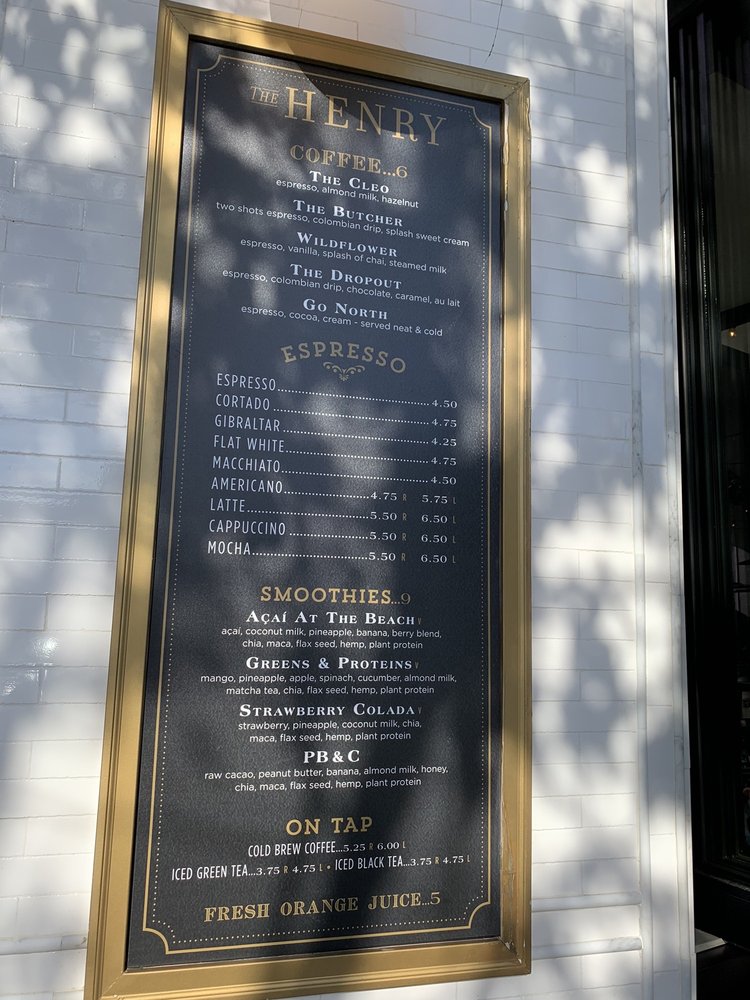 THE HENRY
COFFEE...6
THE CLEO
espresso, almond milk, hazelnut
THE BUTCHER
two shots espresso, colombian drip, splash sweet cream
WILDFLOWER
espresso, vanilla, splash of chai, steamed milk
THE DROPOUT
espresso, colombian drip, chocolate, caramel, au lait
GO NORTH
espresso, cocoa, cream - served neat & cold
ESPRESSO
ESPRESSO..............................4.50
CORTADO..............................4.75
GIBRALTAR..............................4.25
FLAT WHITE..............................4.75
MACCHIATO..............................4.50
AMERICANO....................4.75 R 5.75 L
LATTE....................5.50 R 6.50 L
CAPPUCCINO....................5.50 R 6.50 L
MOCHA....................5.50 R 6.50 L
SMOOTHIES...9
AÇAÍ AT THE BEACH V
açaí, coconut milk, pineapple, banana, berry blend,
chia, maca, flax seed, hemp, plant protein
GREENS & PROTEINS V
mango, pineapple, apple, spinach, cucumber, almond milk,
matcha tea, chia, flax seed, hemp, plant protein
STRAWBERRY COLADA V
strawberry, pineapple, coconut milk, chia,
maca, flax seed, hemp, plant protein
PB & C
raw cacao, peanut butter, banana, almond milk, honey,
chia, maca, flax seed, hemp, plant protein
ON TAP
COLD BREW COFFEE...5.25 R 6.00 L
ICED GREEN TEA...3.75 R 4.75 L • ICED BLACK TEA...3.75 R 4.75 L
FRESH ORANGE JUICE...5